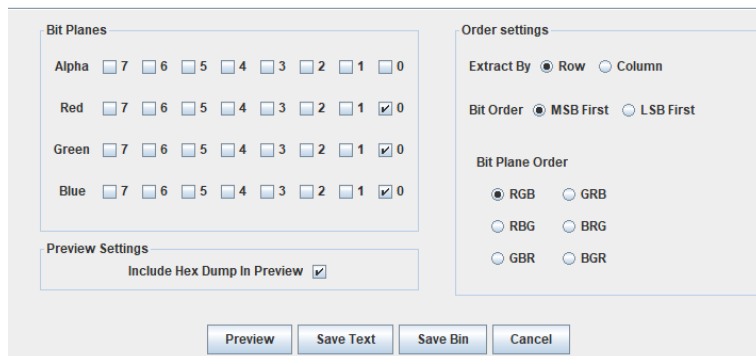 Bit Planes
Alpha 7 6 5 4 3 2 1 0
Red 7 6 5 4 3 2 1 0
Green 7 6 5 4 3 2 1 0
Blue 7 6 5 4 3 2 1 0
Preview Settings
Include Hex Dump In Preview
Order settings
Extract By Row Column
Bit Order MSB First LSB First
Bit Plane Order
RGB GRB
RBG BRG
GBR BGR
Preview Save Text Save Bin Cancel